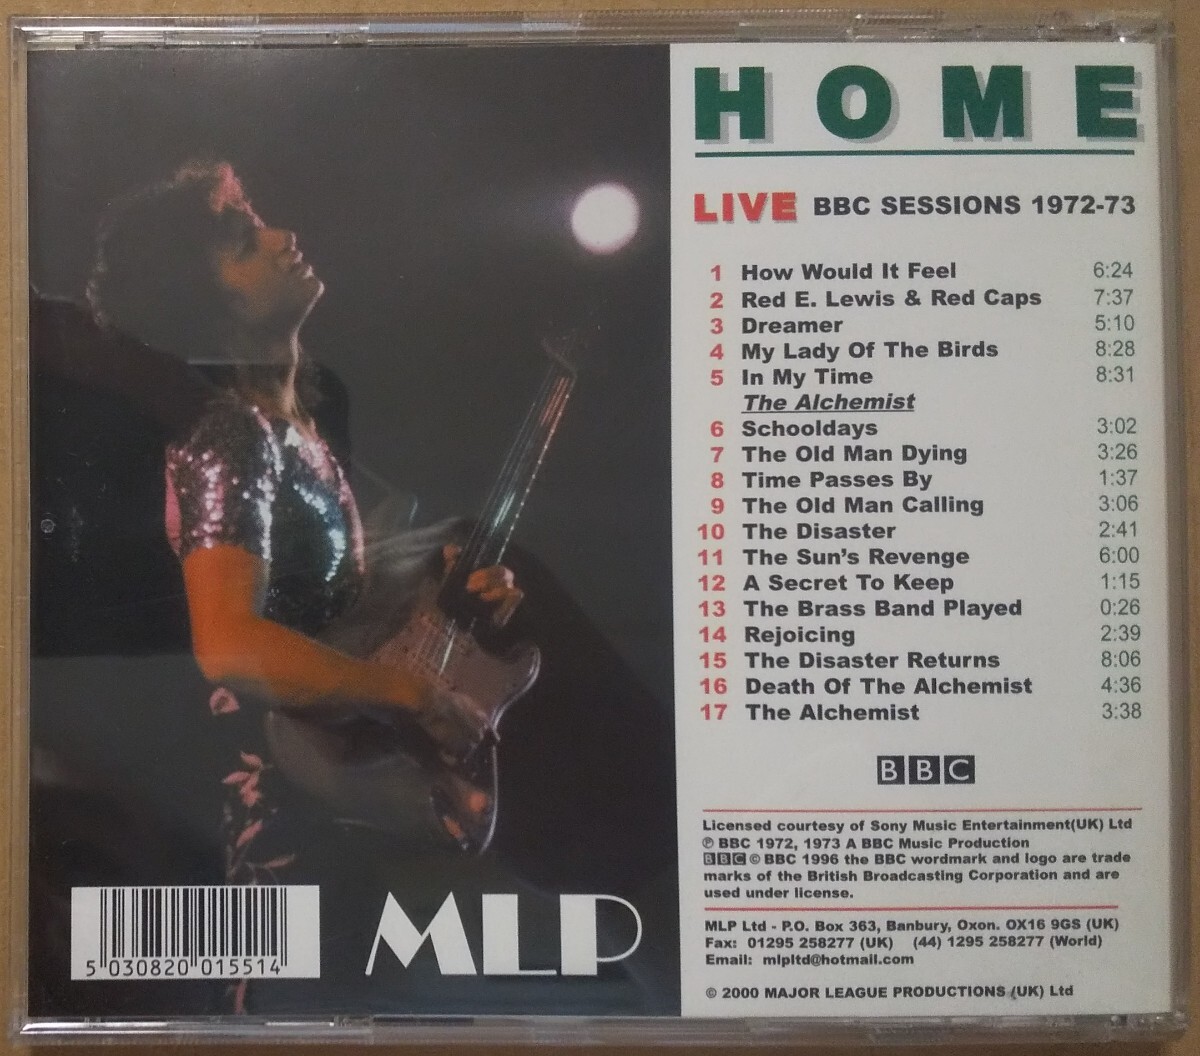 HOME
LIVE BBC SESSIONS 1972-73
1 How Would It Feel 6:24
2 Red E. Lewis & Red Caps 7:37
3 Dreamer 5:10
4 My Lady Of The Birds 8:28
5 In My Time 8:31
The Alchemist
6 Schooldays 3:02
7 The Old Man Dying 3:26
8 Time Passes By 1:37
9 The Old Man Calling 3:06
10 The Disaster 2:41
11 The Sun's Revenge 6:00
12 A Secret To Keep 1:15
13 The Brass Band Played 0:26
14 Rejoicing 2:39
15 The Disaster Returns 8:06
16 Death Of The Alchemist 4:36
17 The Alchemist 3:38
BBC
Licensed courtesy of Sony Music Entertainment(UK) Ltd
℗ BBC 1972, 1973 A BBC Music Production
BBC © BBC 1996 the BBC wordmark and logo are trade
marks of the British Broadcasting Corporation and are
used under license.
MLP Ltd - P.O. Box 363, Banbury, Oxon. OX16 9GS (UK)
Fax: 01295 258277 (UK) (44) 1295 258277 (World)
Email: mlpltd@hotmail.com
© 2000 MAJOR LEAGUE PRODUCTIONS (UK) Ltd
MLP
5 030820 015514